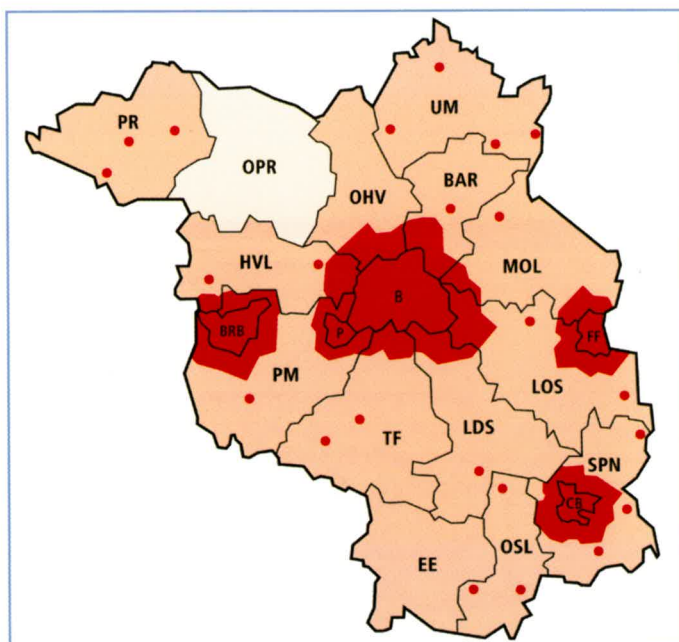 UM
PR
OPR
BAR
OHV
HVL
MOL
B
BRB
P
FF
PM
LOS
LDS
TF
SPN
CB
OSL
EE